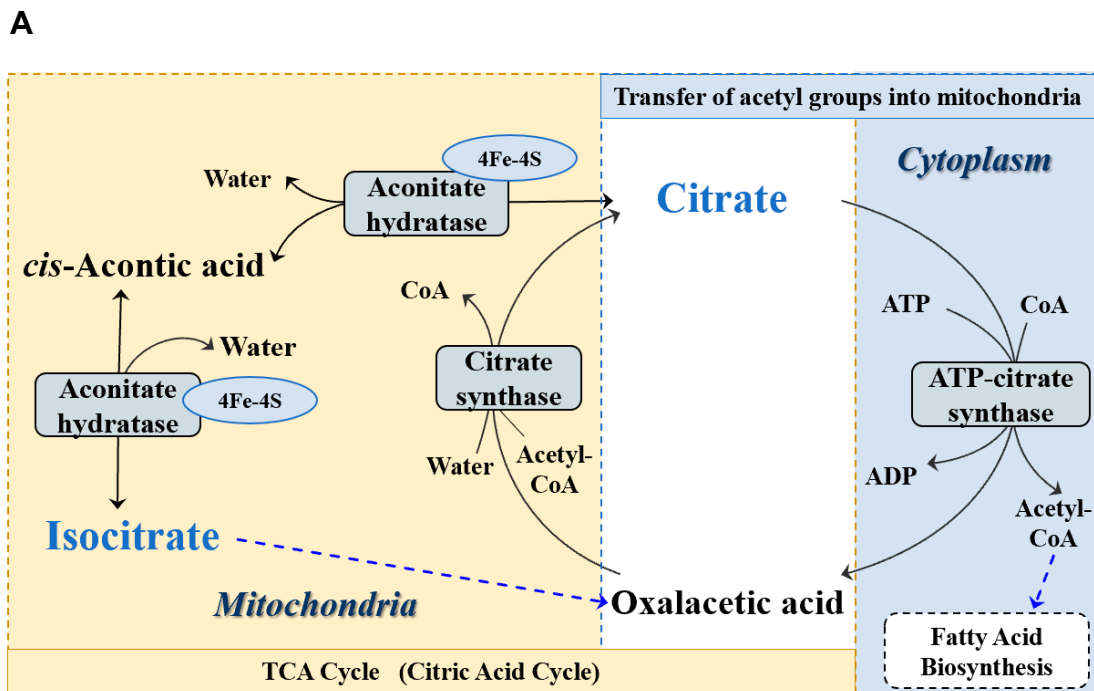 A
Transfer of acetyl groups into mitochondria
4Fe-4S
Cytoplasm
Water
Aconitate
hydratase
Citrate
cis-Acontic acid
CoA
ATP
CoA
Water
Citrate
synthase
ATP-citrate
synthase
Aconitate
hydratase
4Fe-4S
Water
Acetyl-
CoA
ADP
Acetyl-
CoA
Isocitrate
Mitochondria
Oxalacetic acid
Fatty Acid
Biosynthesis
TCA Cycle (Citric Acid Cycle)